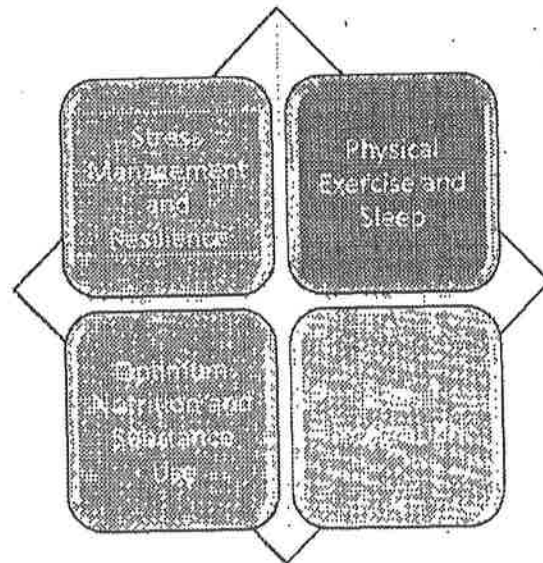 Stress
Management
and
Resilience
Physical
Exercise and
Sleep
Optimum
Nutrition and
Substance
Use